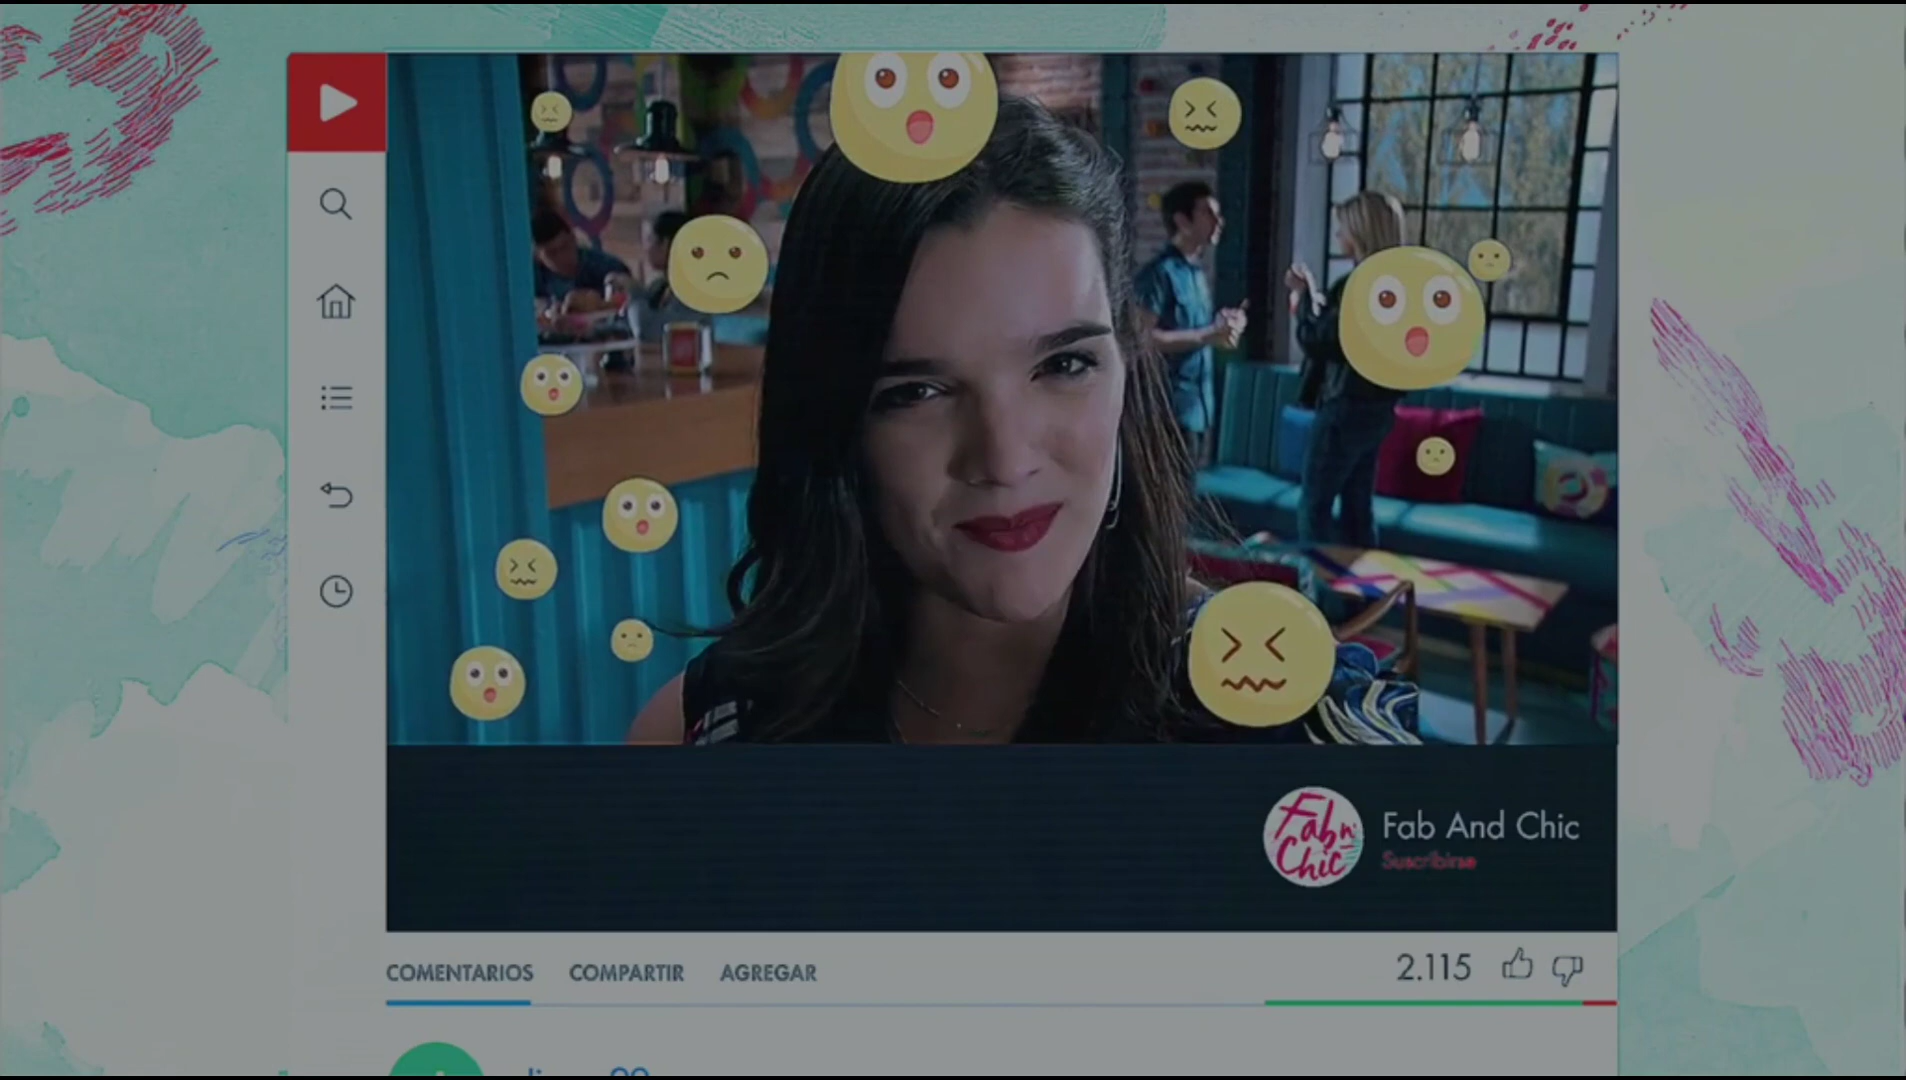 Fab n' Chic
Fab And Chic
Suscribirse
COMENTARIOS COMPARTIR AGREGAR
2.115